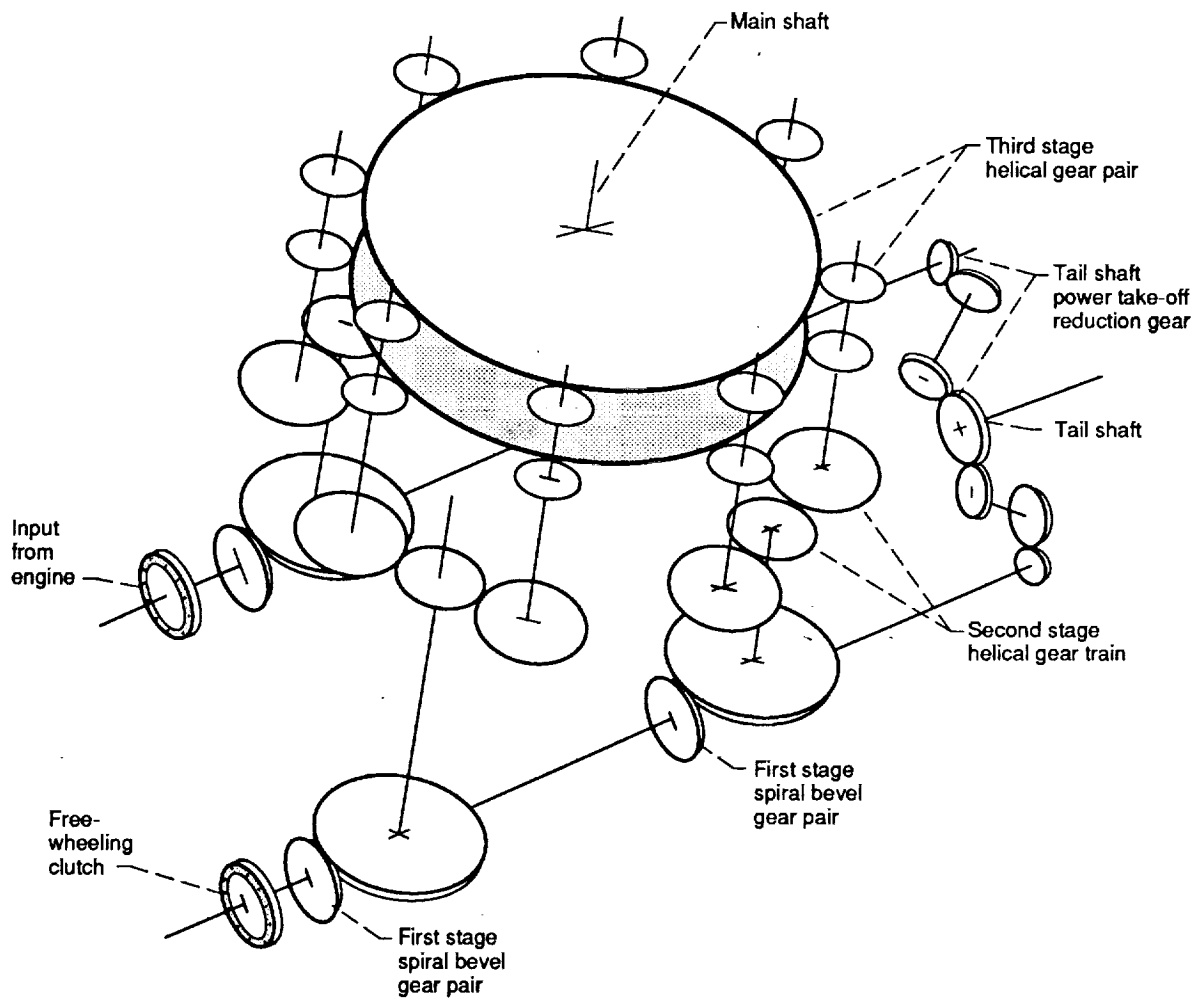 Main shaft
Third stage
helical gear pair
Tail shaft
power take-off
reduction gear
Tail shaft
Input
from
engine
Second stage
helical gear train
First stage
spiral bevel
gear pair
Free-
wheeling
clutch
First stage
spiral bevel
gear pair